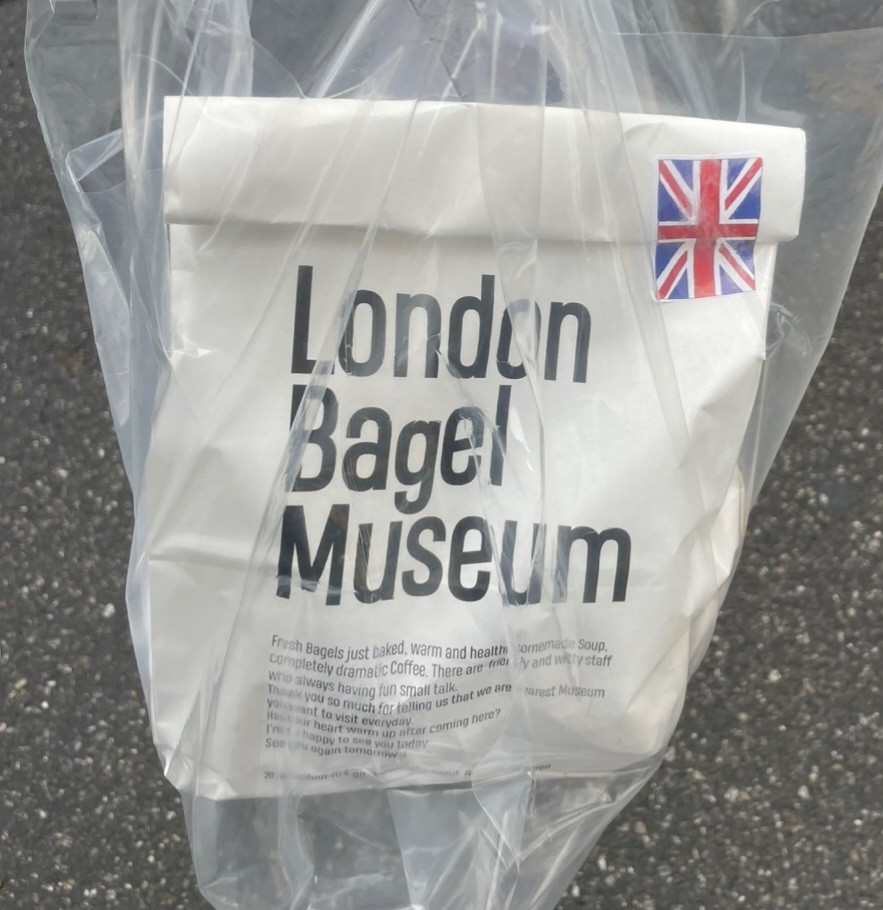 London
Bagel
Museum
Fresh Bagels just baked, warm and healthy Homemade Soup,
completely dramatic Coffee. There are friendly and witty staff
who always having fun small talk.
Thank you so much for telling us that we are nearest Museum
you want to visit everyday.
Has your heart warm up after coming here?
I'm so happy to see you today
See you again tomorrow